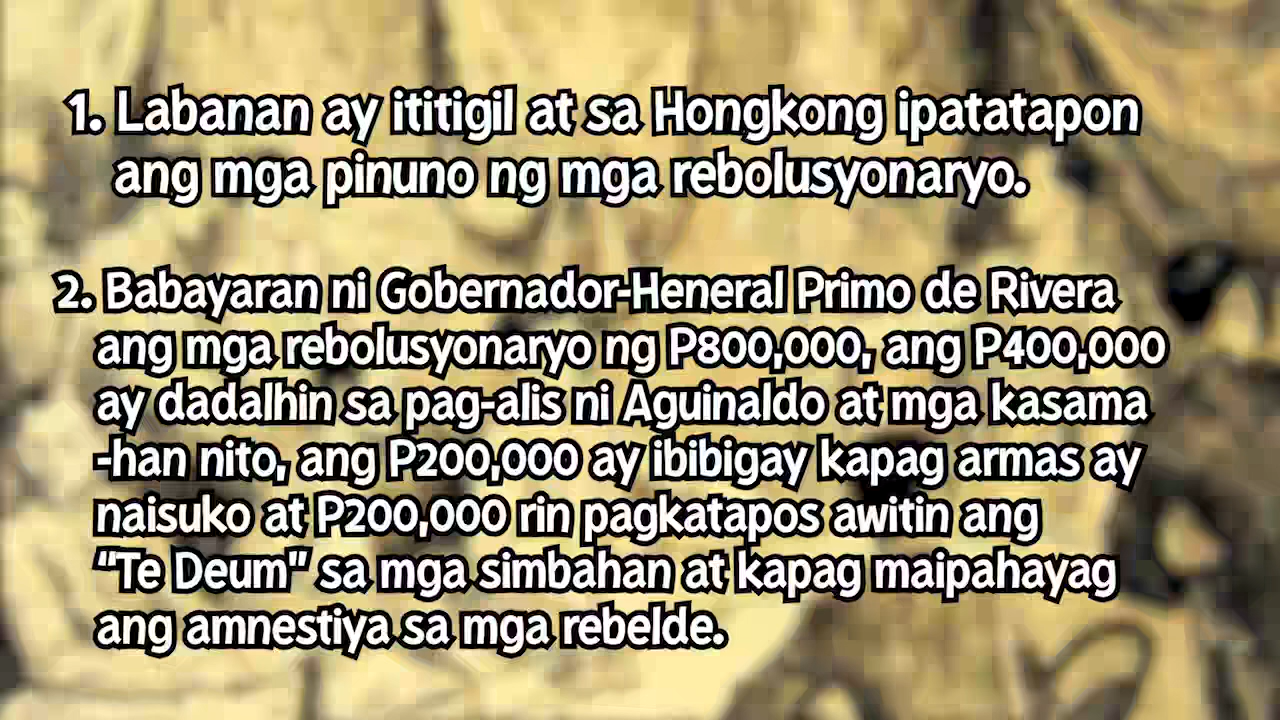 1. Labanan ay ititigil at sa Hongkong ipatatapon
ang mga pinuno ng mga rebolusyonaryo.
2. Babayaran ni Gobernador-Heneral Primo de Rivera
ang mga rebolusyonaryo ng P800,000, ang P400,000
ay dadalhin sa pag-alis ni Aguinaldo at mga kasama
-han nito, ang P200,000 ay ibibigay kapag armas ay
naisuko at P200,000 rin pagkatapos awitin ang
“Te Deum” sa mga simbahan at kapag maipahayag
ang amnestiya sa mga rebelde.